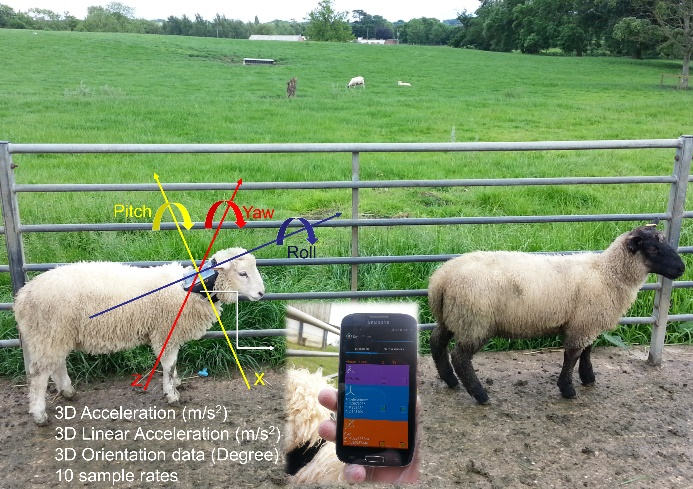 Pitch
Yaw
Roll
Z
X
SAMSUNG
3D Acceleration (m/s²)
3D Linear Acceleration (m/s²)
3D Orientation data (Degree)
10 sample rates